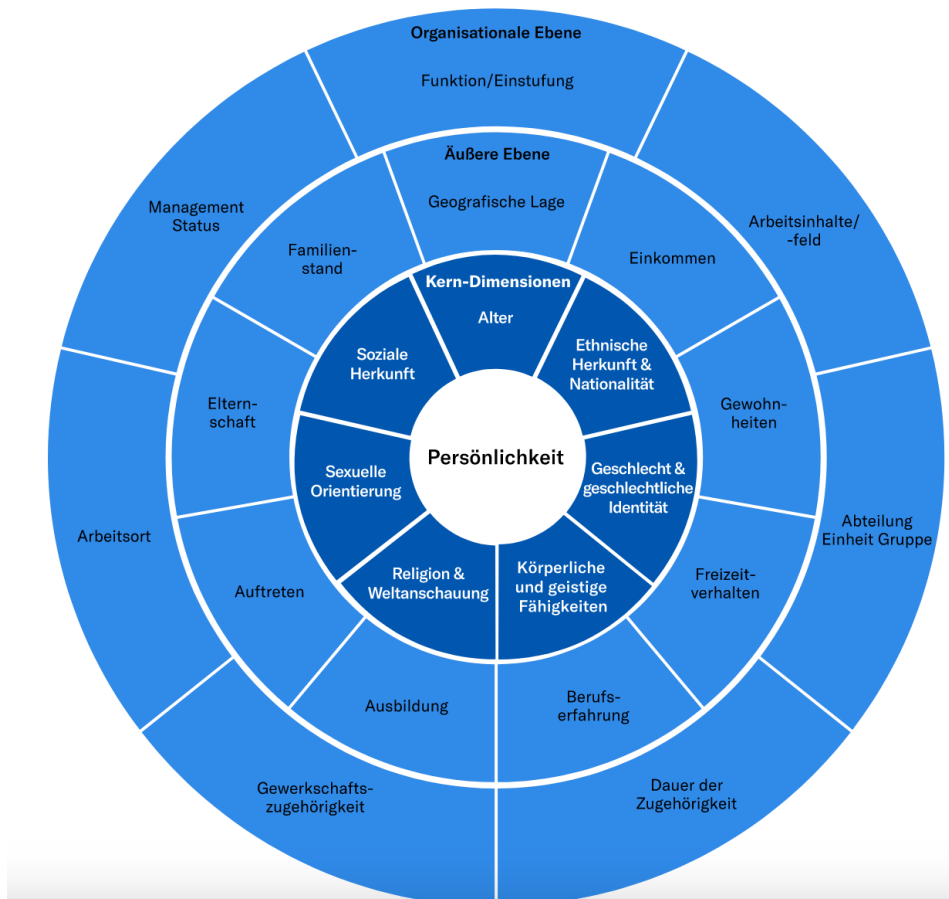 Organisationale Ebene
Funktion/Einstufung
Arbeitsinhalte/
-feld
Abteilung
Einheit Gruppe
Dauer der
Zugehörigkeit
Gewerkschafts-
zugehörigkeit
Arbeitsort
Management
Status
Äußere Ebene
Geografische Lage
Einkommen
Gewohn-
heiten
Freizeit-
verhalten
Berufs-
erfahrung
Ausbildung
Auftreten
Eltern-
schaft
Familien-
stand
Kern-Dimensionen
Alter
Ethnische
Herkunft &
Nationalität
Geschlecht &
geschlechtliche
Identität
Körperliche
und geistige
Fähigkeiten
Religion &
Weltanschauung
Sexuelle
Orientierung
Soziale
Herkunft
Persönlichkeit